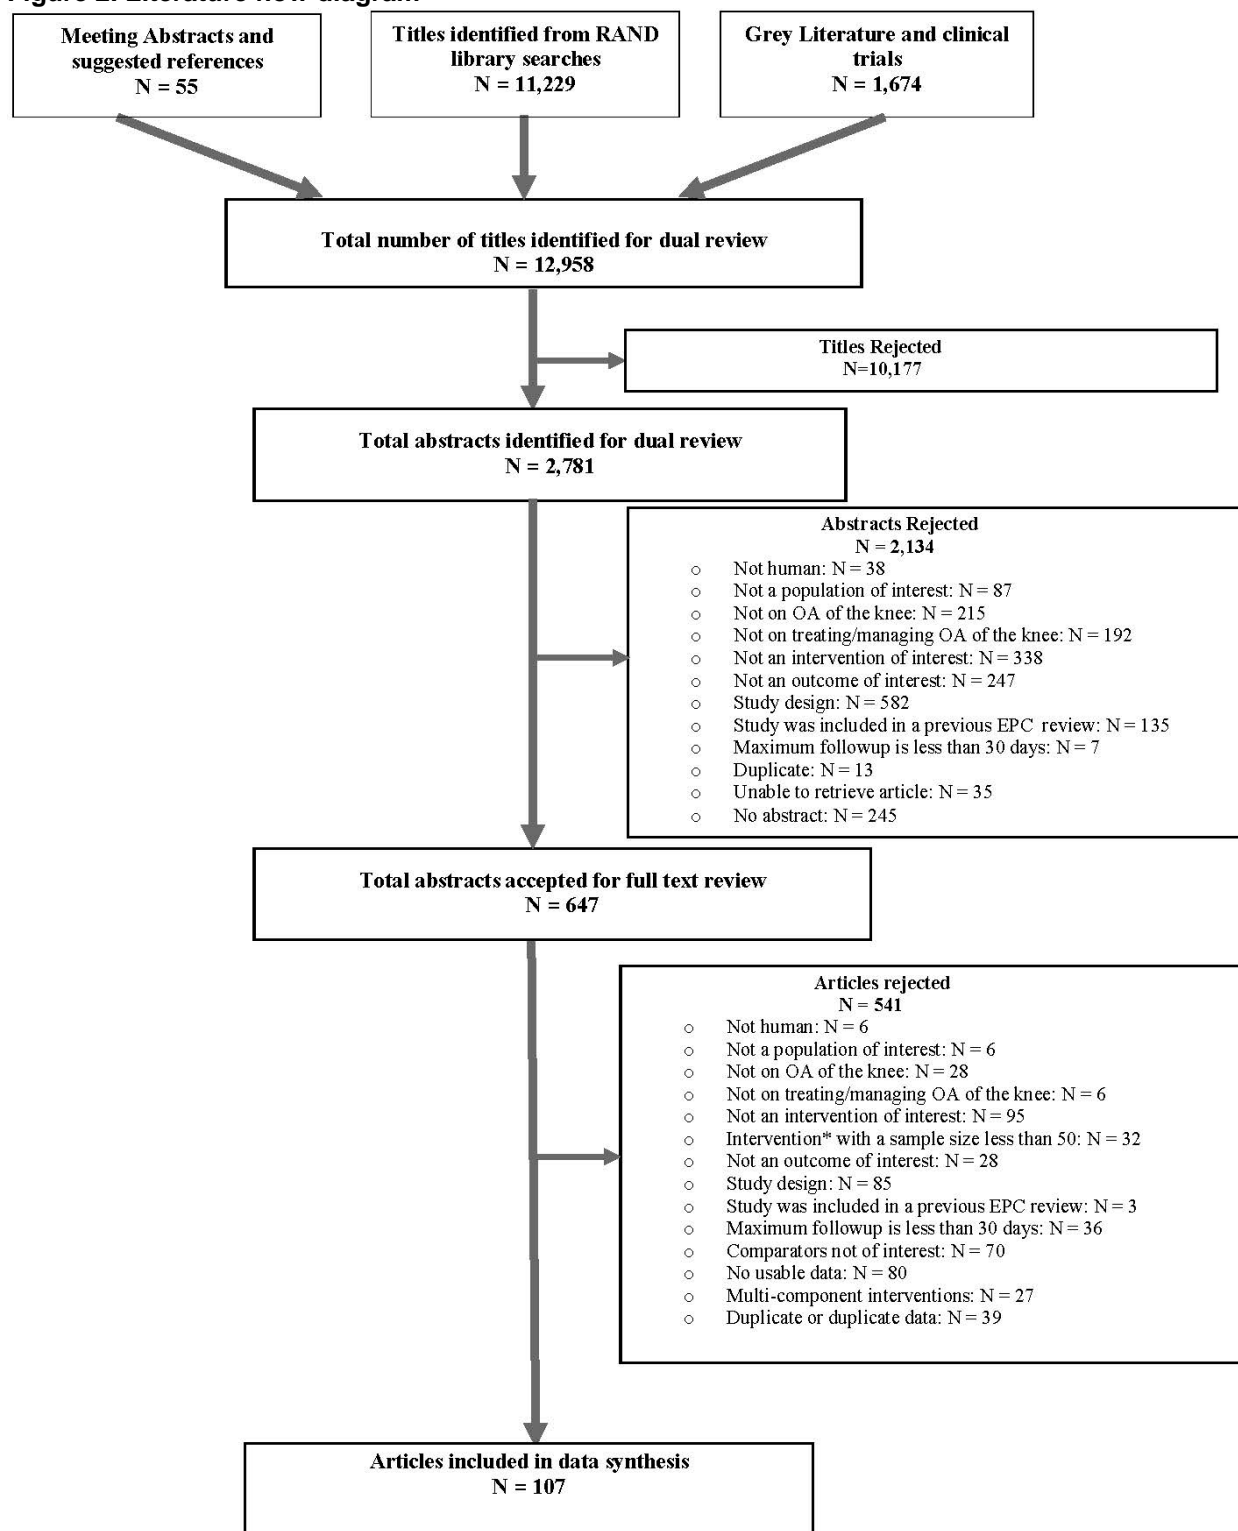 Figure 2. Literature flow diagram
Meeting Abstracts and
suggested references
N = 55
Titles identified from RAND
library searches
N = 11,229
Grey Literature and clinical
trials
N = 1,674
Total number of titles identified for dual review
N = 12,958
Titles Rejected
N=10,177
Total abstracts identified for dual review
N = 2,781
Abstracts Rejected
N = 2,134
o Not human: N = 38
o Not a population of interest: N = 87
o Not on OA of the knee: N = 215
o Not on treating/managing OA of the knee: N = 192
o Not an intervention of interest: N = 338
o Not an outcome of interest: N = 247
o Study design: N = 582
o Study was included in a previous EPC review: N = 135
o Maximum followup is less than 30 days: N = 7
o Duplicate: N = 13
o Unable to retrieve article: N = 35
o No abstract: N = 245
Total abstracts accepted for full text review
N = 647
Articles rejected
N = 541
o Not human: N = 6
o Not a population of interest: N = 6
o Not on OA of the knee: N = 28
o Not on treating/managing OA of the knee: N = 6
o Not an intervention of interest: N = 95
o Intervention* with a sample size less than 50: N = 32
o Not an outcome of interest: N = 28
o Study design: N = 85
o Study was included in a previous EPC review: N = 3
o Maximum followup is less than 30 days: N = 36
o Comparators not of interest: N = 70
o No usable data: N = 80
o Multi-component interventions: N = 27
o Duplicate or duplicate data: N = 39
Articles included in data synthesis
N = 107